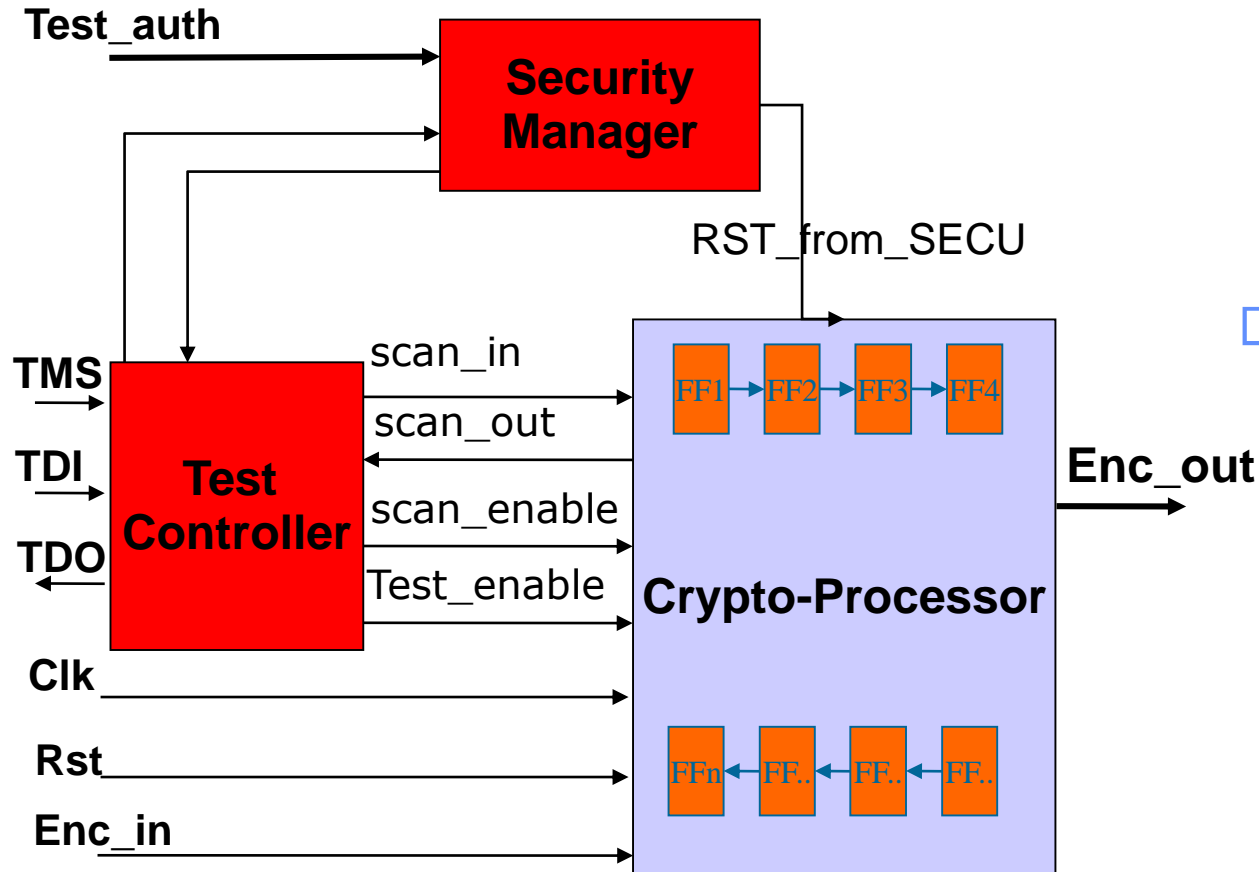 Test_auth
Security
Manager
RST_from_SECU
TMS
TDI
TDO
Test
Controller
scan_in
scan_out
scan_enable
Test_enable
FF1
FF2
FF3
FF4
Enc_out
Crypto-Processor
Clk
Rst
Enc_in
FFn
FF..
FF..
FF..